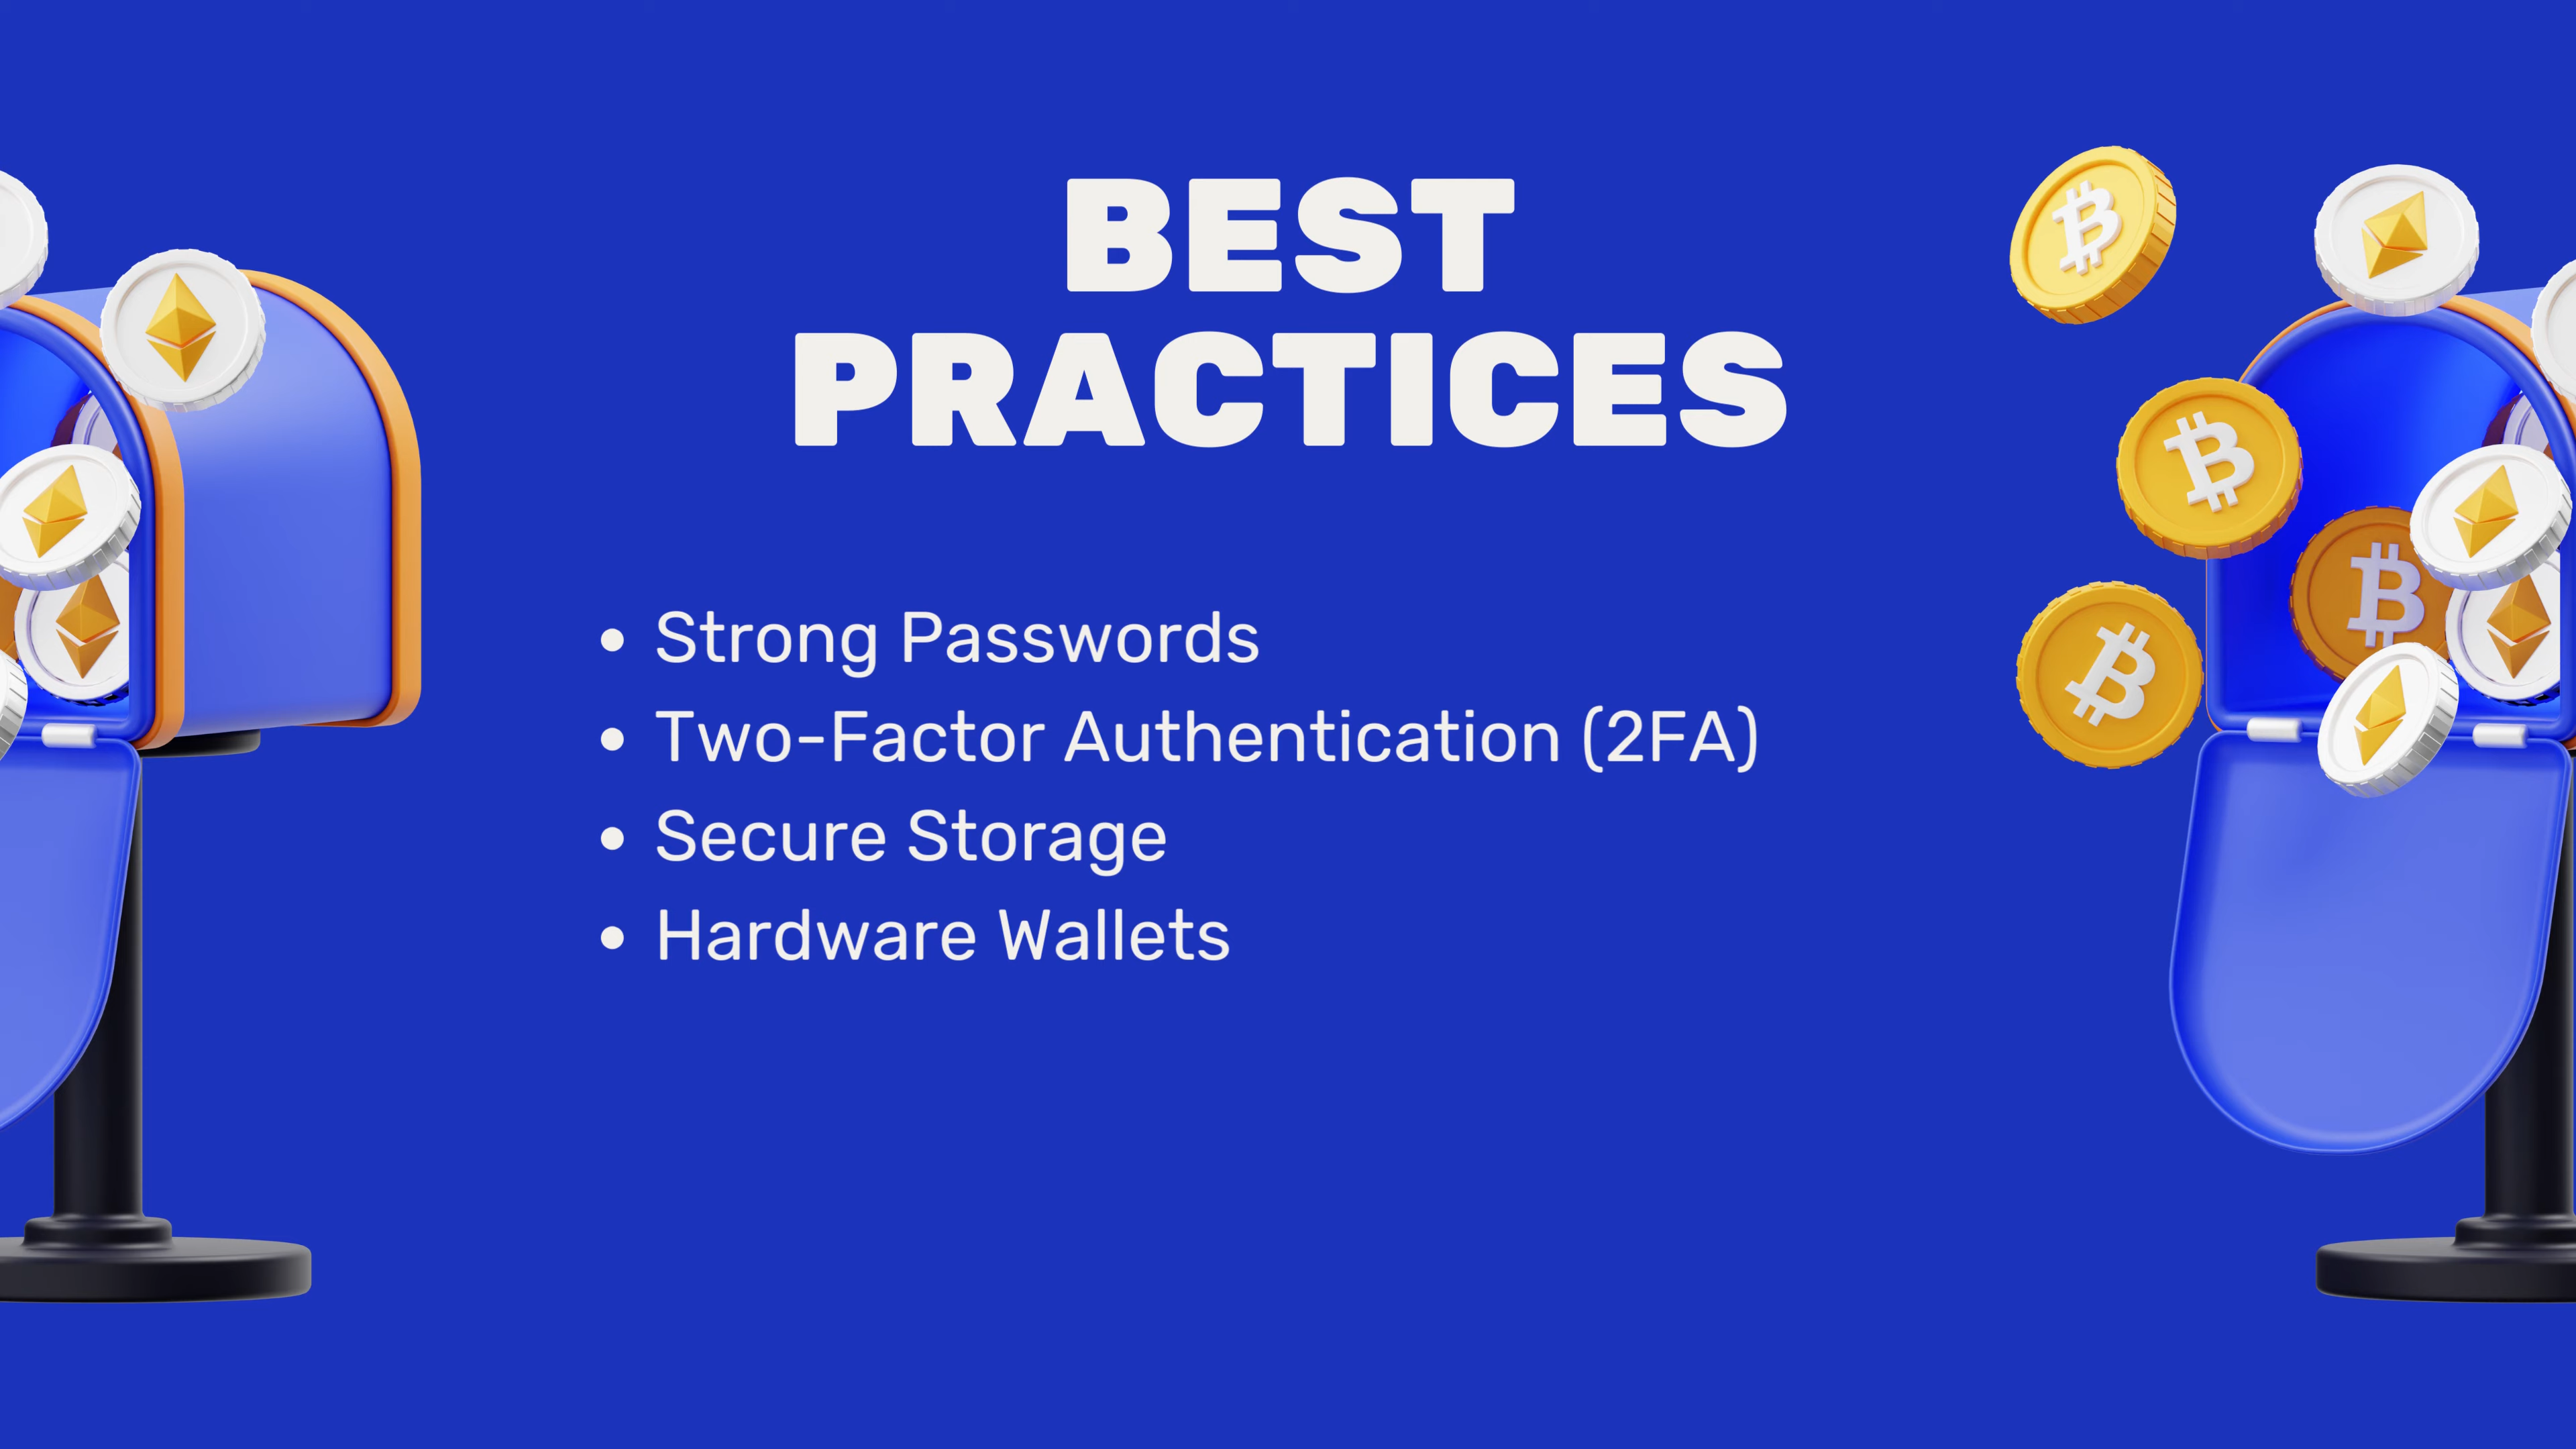 BEST
PRACTICES
• Strong Passwords
• Two-Factor Authentication (2FA)
• Secure Storage
• Hardware Wallets